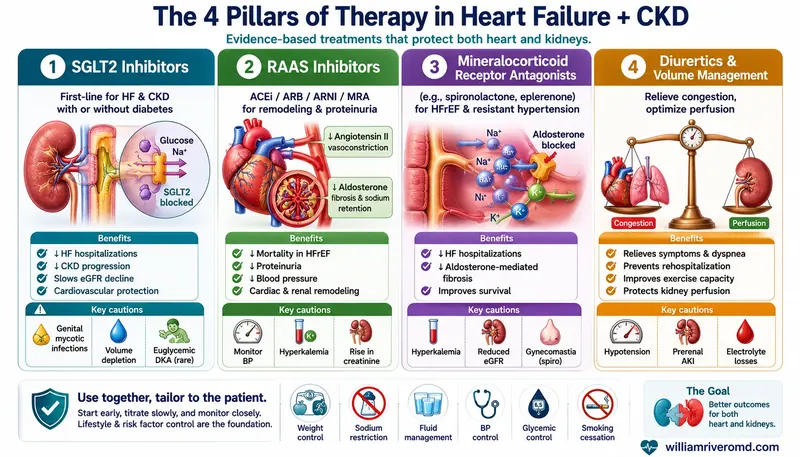 The 4 Pillars of Therapy in Heart Failure + CKD
Evidence-based treatments that protect both heart and kidneys.
1 SGLT2 Inhibitors
First-line for HF & CKD
with or without diabetes
Glucose
Na+
SGLT2
blocked
Benefits
↓HF hospitalizations
↓CKD progression
Slows eGFR decline
Cardiovascular protection
Key cautions
Genital
mycotic
infections
Volume
depletion
Euglycemic
DKA (rare)
2 RAAS Inhibitors
ACEi / ARB / ARNI / MRA
for remodeling & proteinuria
↓ Angiotensin II
vasoconstriction
↓ Aldosterone
fibrosis & sodium
retention
Benefits
↓Mortality in HFrEF
↓Proteinuria
↓Blood pressure
Cardiac & renal remodeling
Key cautions
Monitor
BP
K+
Hyperkalemia
Rise in
creatinine
3 Mineralocorticoid
Receptor Antagonists
(e.g., spironolactone, eplerenone)
for HFrEF & resistant hypertension
Aldosterone
blocked
Na+
Na+
Ni+
K+
K+
Benefits
↓HF hospitalizations
↓Aldosterone-mediated
fibrosis
Improves survival
Key cautions
Hyperkalemia
Reduced
eGFR
Gynecomastia
(spiro)
4 Diurertics &
Volume Management
Relieve congestion,
optimize perfusion
Congestion
Perfusion
Benefits
Relieves symptoms & dyspnea
Prevents rehospitalization
Improves exercise capacity
Protects kidney perfusion
Key cautions
Hypotension
Prerenal
AKI
Electrolyte
losses
Use together, tailor to the patient.
Start early, titrate slowly, and monitor closely.
Lifestyle & risk factor control are the foundation.
Weight
control
Sodium
restriction
Fluid
management
BP
control
Glycemic
control
Smoking
cessation
The Goal
Better outcomes for
both
heart and kidneys.
williamriveromd.com